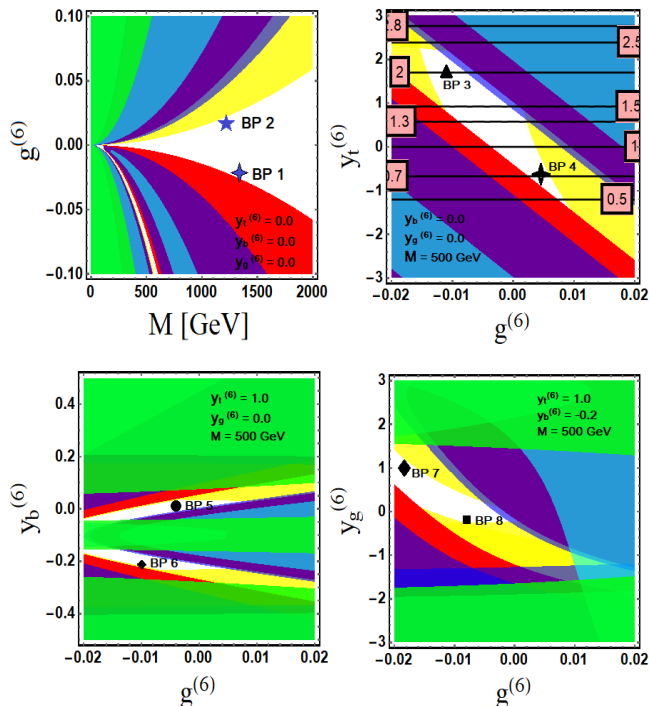 0.10
0.05
0.00
−0.05
−0.10
g(6)
BP 2
BP 1
yt(6) = 0.0
yb(6) = 0.0
yg(6) = 0.0
0 500 1000 1500 2000
M [GeV]
3
2
1
0
−1
−2
−3
yt(6)
.8
2.5
2
BP 3
1.5
1.3
1
BP 4
0.7
0.5
yb(6) = 0.0
yg(6) = 0.0
M = 500 GeV
−0.02 −0.01 0.00 0.01 0.02
g(6)
0.4
0.2
0.0
−0.2
−0.4
yb(6)
yt(6) = 1.0
yg(6) = 0.0
M = 500 GeV
BP 5
BP 6
−0.02 −0.01 0.00 0.01 0.02
g(6)
3
2
1
0
−1
−2
−3
yg(6)
yt(6) = 1.0
yb(6) = −0.2
M = 500 GeV
BP 7
BP 8
−0.02 −0.01 0.00 0.01 0.02
g(6)